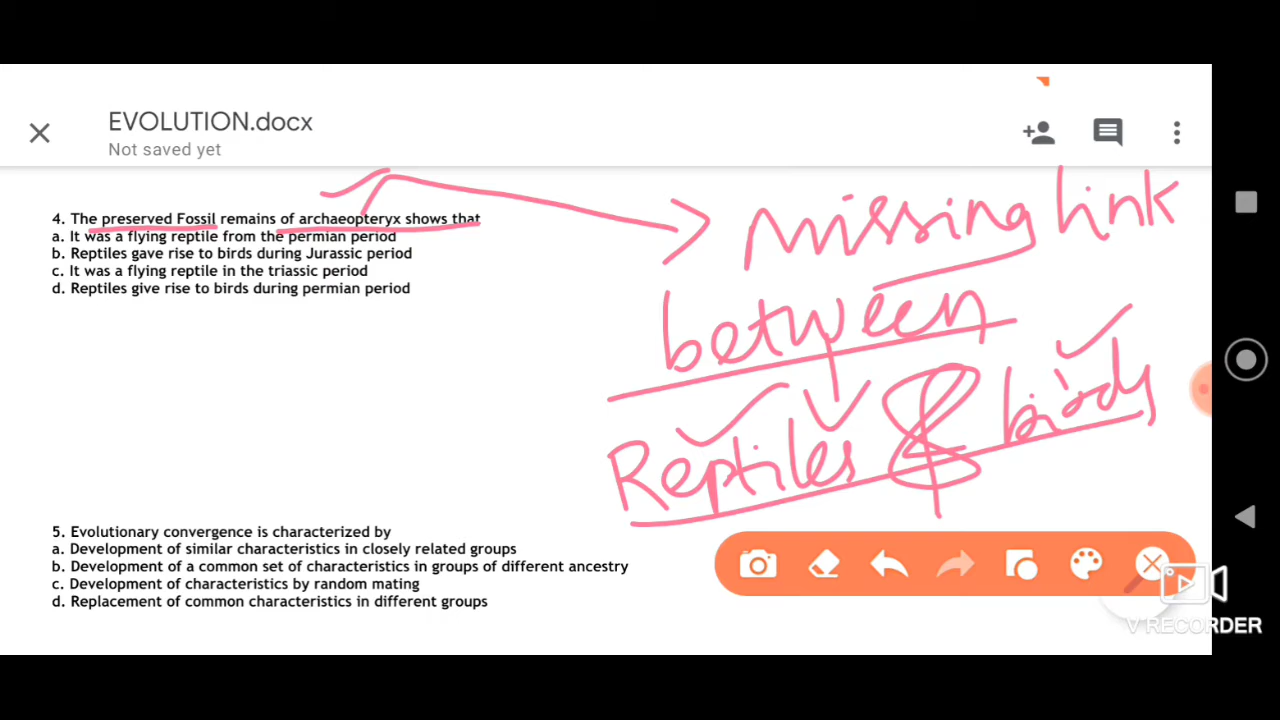 EVOLUTION.docx
Not saved yet
4. The preserved Fossil remains of archaeopteryx shows that
a. It was a flying reptile from the permian period
b. Reptiles gave rise to birds during Jurassic period
c. It was a flying reptile in the triassic period
d. Reptiles give rise to birds during permian period
missing link
between
Reptiles & birds
5. Evolutionary convergence is characterized by
a. Development of similar characteristics in closely related groups
b. Development of a common set of characteristics in groups of different ancestry
c. Development of characteristics by random mating
d. Replacement of common characteristics in different groups
V RECORDER